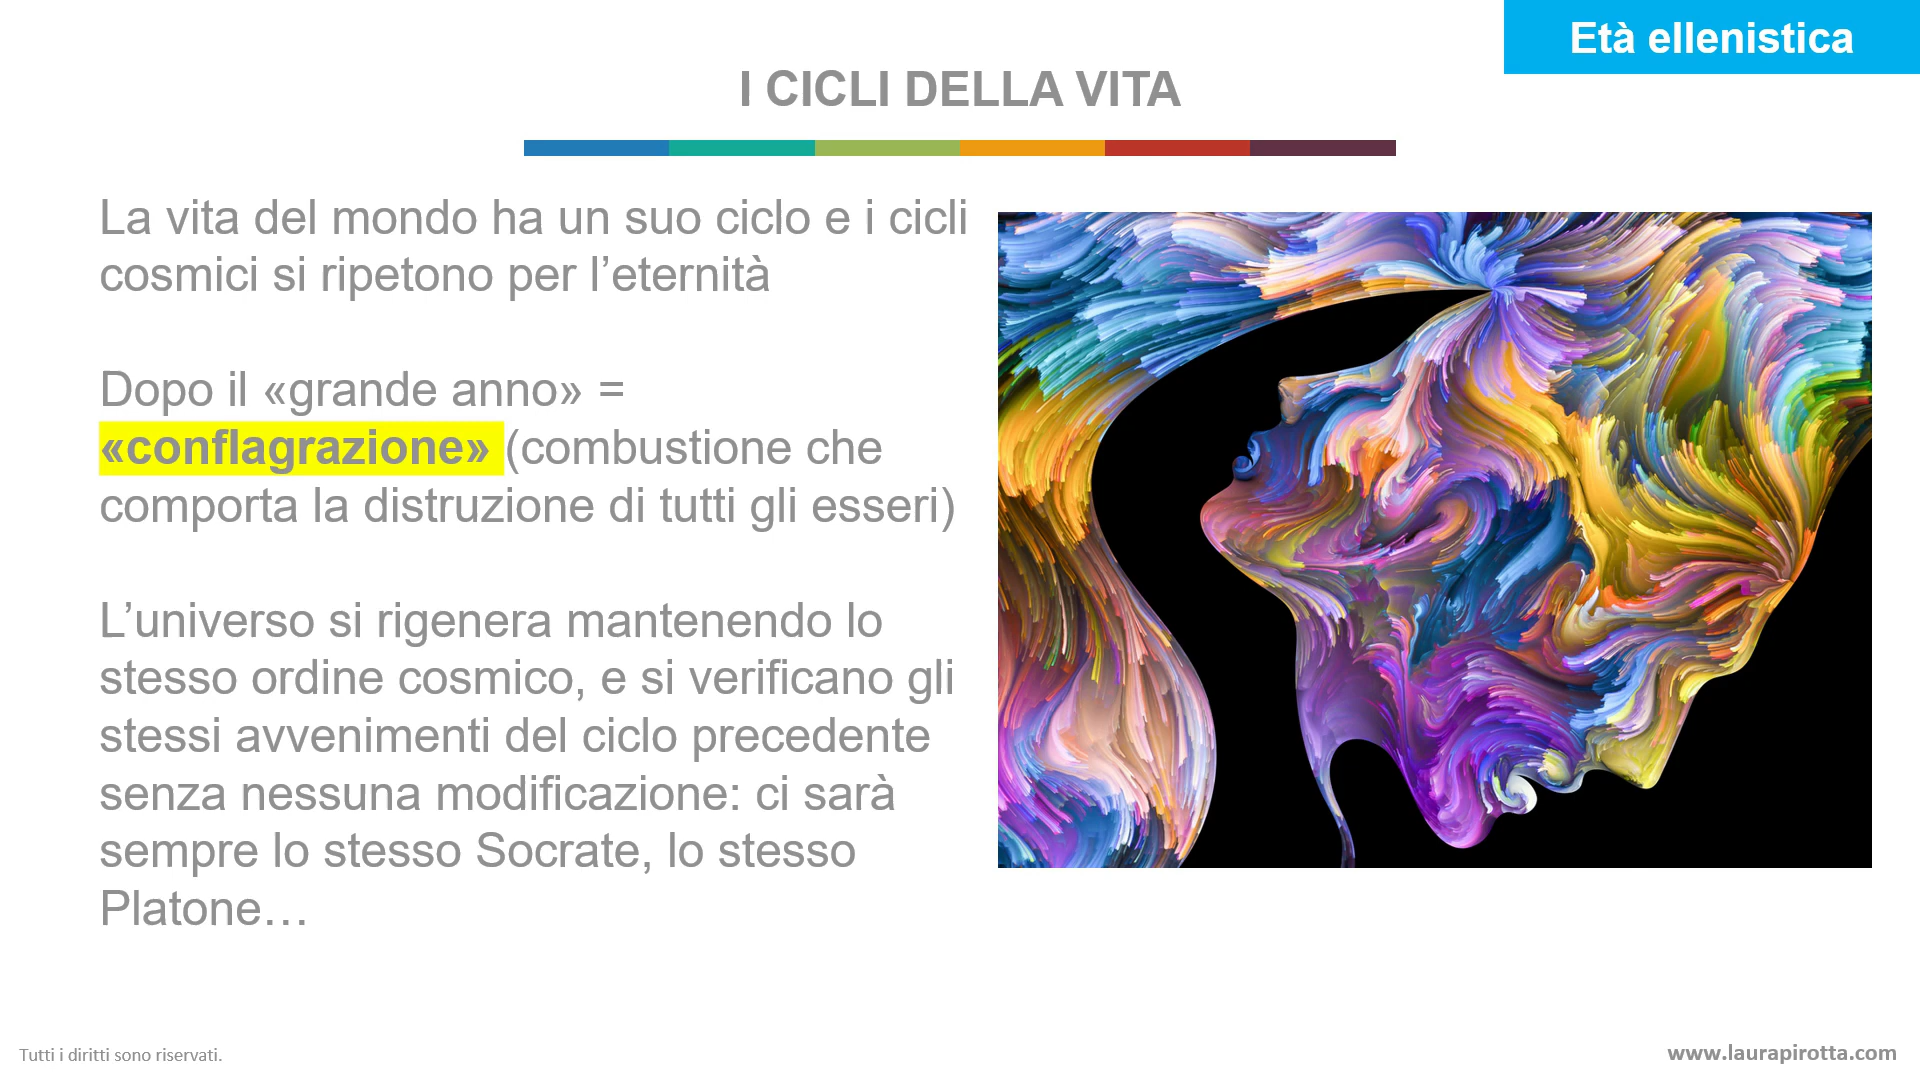 Età ellenistica
I CICLI DELLA VITA
La vita del mondo ha un suo ciclo e i cicli
cosmici si ripetono per l’eternità
Dopo il «grande anno» =
«conflagrazione» (combustione che
comporta la distruzione di tutti gli esseri)
L’universo si rigenera mantenendo lo
stesso ordine cosmico, e si verificano gli
stessi avvenimenti del ciclo precedente
senza nessuna modificazione: ci sarà
sempre lo stesso Socrate, lo stesso
Platone…
Tutti i diritti sono riservati.
www.laurapirotta.com